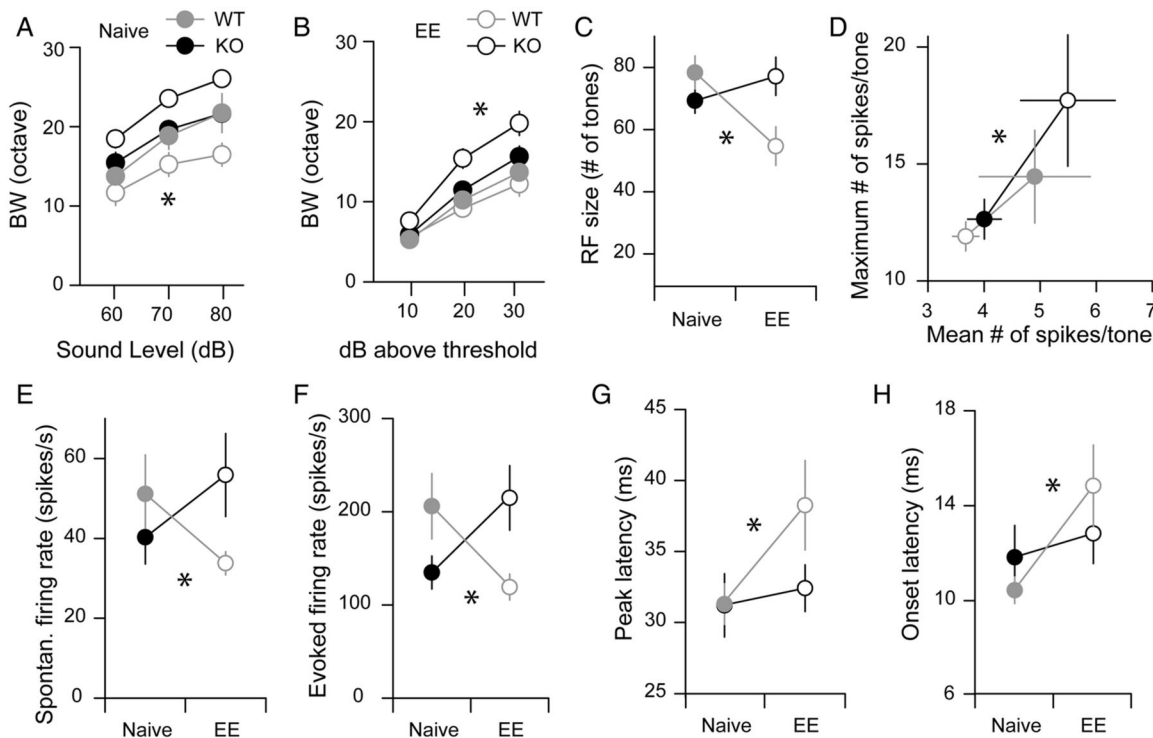 A
Naive
WT
KO
BW (octave)
30
20
10
0
60
70
80
*
Sound Level (dB)
B
EE
WT
KO
BW (octave)
30
20
10
0
10
20
30
*
dB above threshold
C
RF size (# of tones)
80
60
40
20
*
Naive
EE
D
Maximum # of spikes/tone
20
15
10
*
3
4
5
6
7
Mean # of spikes/tone
E
Spontan. firing rate (spikes/s)
60
40
20
0
*
Naive
EE
F
Evoked firing rate (spikes/s)
300
200
100
0
*
Naive
EE
G
Peak latency (ms)
45
40
35
30
25
*
Naive
EE
H
Onset latency (ms)
18
14
10
6
*
Naive
EE